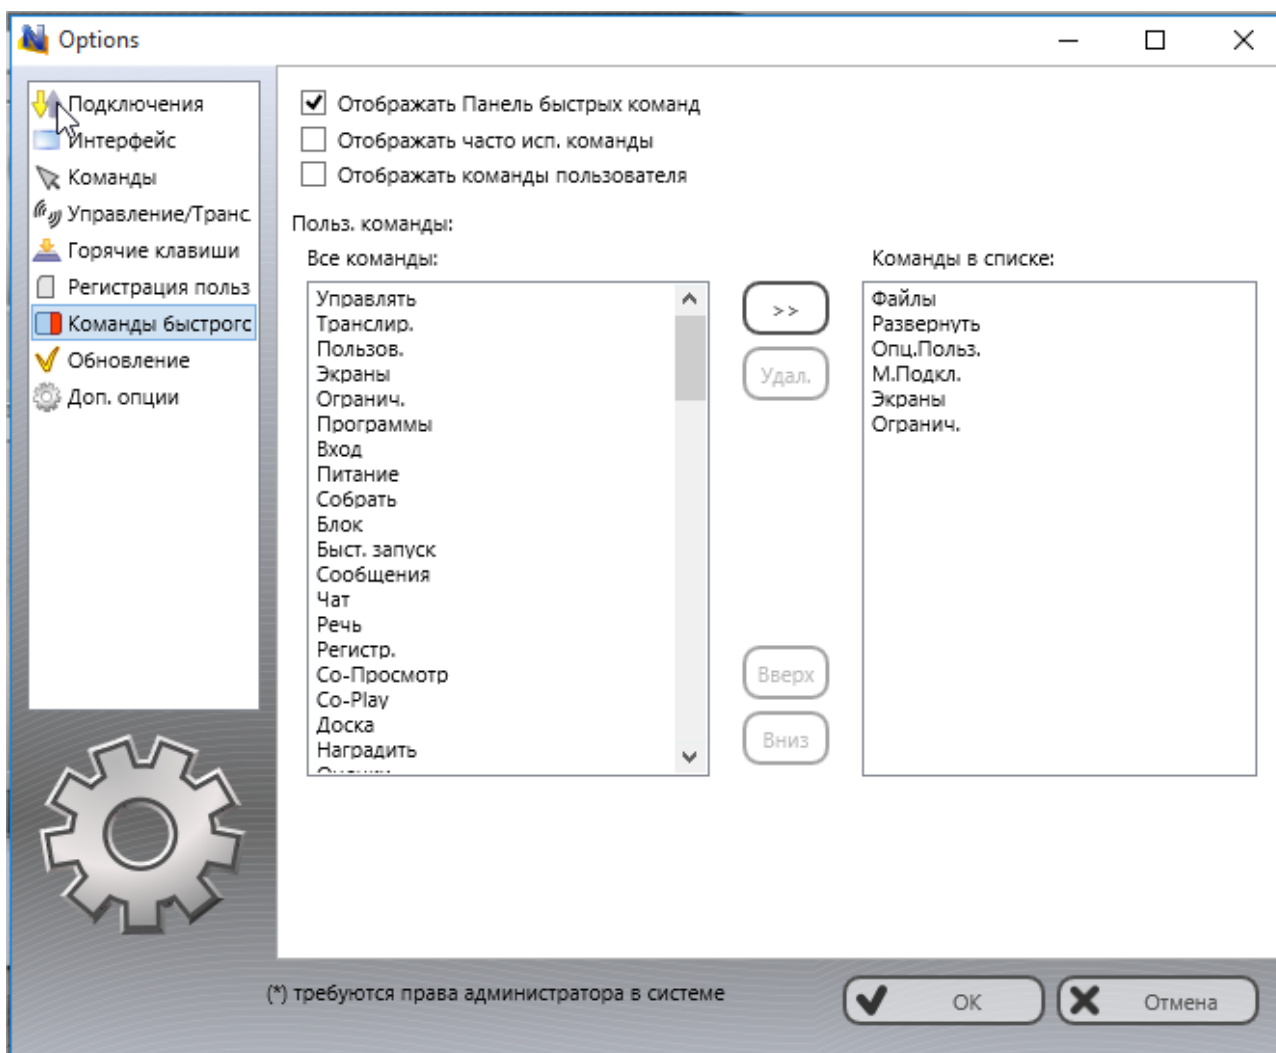 Options
Подключения
Интерфейс
Команды
Управление/Транс
Горячие клавиши
Регистрация польз
Команды быстрогс
Обновление
Доп. опции
Отображать Панель быстрых команд
Отображать часто исп. команды
Отображать команды пользователя
Польз. команды:
Все команды:
Управлять
Транслир.
Пользов.
Экраны
Огранич.
Программы
Вход
Питание
Собрать
Блок
Быст. запуск
Сообщения
Чат
Речь
Регистр.
Со-Просмотр
Co-Play
Доска
Наградить
>>
Удал.
Вверх
Вниз
Команды в списке:
Файлы
Развернуть
Опц.Польз.
М.Подкл.
Экраны
Огранич.
(*) требуются права администратора в системе
ОК
Отмена